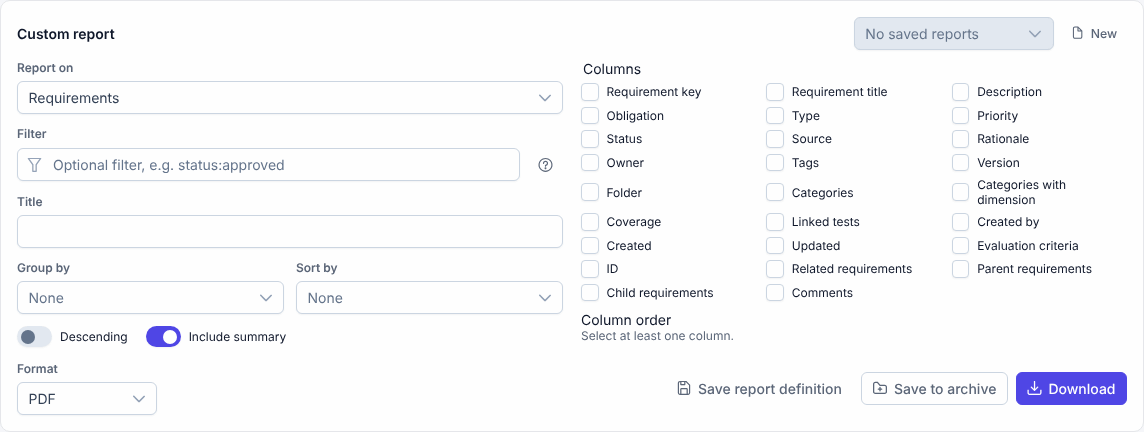 Custom report
No saved reports
New
Report on
Requirements
Filter
Optional filter, e.g. status:approved
Title
Group by
Sort by
None
None
Descending
Include summary
Format
PDF
Columns
Requirement key
Requirement title
Description
Obligation
Type
Priority
Status
Source
Rationale
Owner
Tags
Version
Folder
Categories
Categories with
dimension
Coverage
Linked tests
Created by
Created
Updated
Evaluation criteria
ID
Related requirements
Parent requirements
Child requirements
Comments
Column order
Select at least one column.
Save report definition
Save to archive
Download